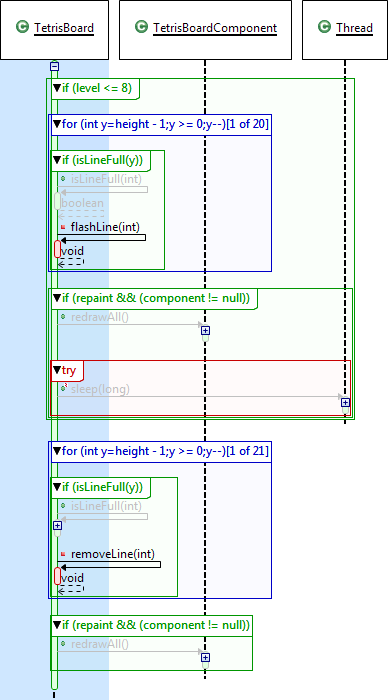 TetrisBoard
TetrisBoardComponent
Thread
if (level <= 8)
for (int y=height - 1;y >= 0;y--)[1 of 20]
if (isLineFull(y))
isLineFull(int)
boolean
flashLine(int)
void
if (repaint && (component != null))
redrawAll()
try
sleep(long)
for (int y=height - 1;y >= 0;y--)[1 of 21]
if (isLineFull(y))
isLineFull(int)
removeLine(int)
void
if (repaint && (component != null))
redrawAll()